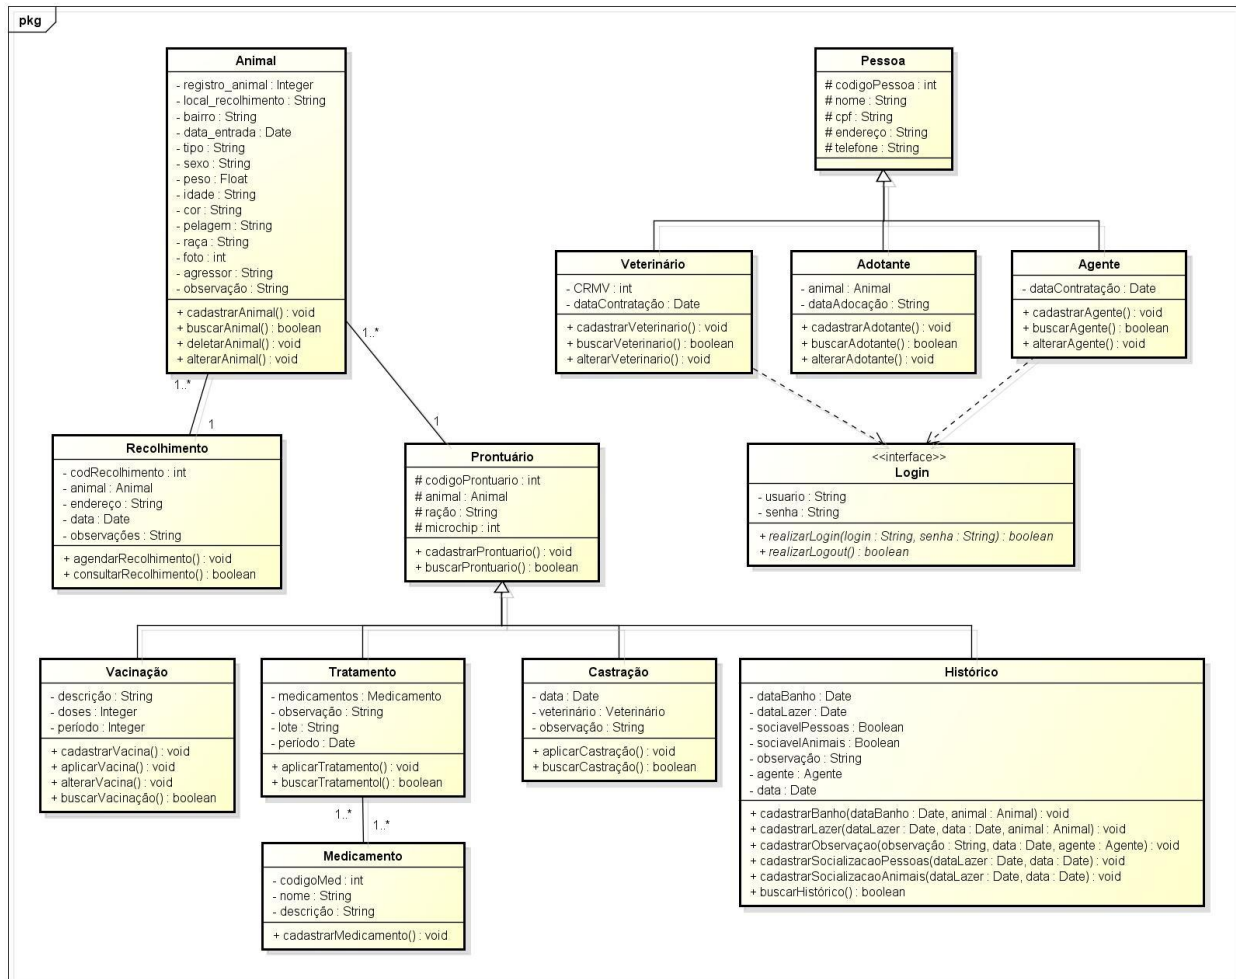 pkg
Animal
- registro_animal : Integer
- local_recolhimento : String
- bairro : String
- data_entrada : Date
- tipo : String
- sexo : String
- peso : Float
- idade : String
- cor : String
- pelagem : String
- raça : String
- foto : int
- agressor : String
- observação : String
+ cadastrarAnimal() : void
+ buscarAnimal() : boolean
+ deletarAnimal() : void
+ alterarAnimal() : void
Pessoa
# codigoPessoa : int
# nome : String
# cpf : String
# endereço : String
# telefone : String
Veterinário
- CRMV : int
- dataContratação : Date
+ cadastrarVeterinario() : void
+ buscarVeterinario() : boolean
+ alterarVeterinario() : void
Adotante
- animal : Animal
- dataAdocação : String
+ cadastrarAdotante() : void
+ buscarAdotante() : boolean
+ alterarAdotante() : void
Agente
- dataContratação : Date
+ cadastrarAgente() : void
+ buscarAgente() : boolean
+ alterarAgente() : void
1..*
1..*
1
1
Recolhimento
- codRecolhimento : int
- animal : Animal
- endereço : String
- data : Date
- observações : String
+ agendarRecolhimento() : void
+ consultarRecolhimento() : boolean
Prontuário
# codigoProntuario : int
# animal : Animal
# ração : String
# microchip : int
+ cadastrarProntuario() : void
+ buscarProntuario() : boolean
<<interface>>
Login
- usuario : String
- senha : String
+ realizarLogin(login : String, senha : String) : boolean
+ realizarLogout() : boolean
Vacinação
- descrição : String
- doses : Integer
- período : Integer
+ cadastrarVacina() : void
+ aplicarVacina() : void
+ alterarVacina() : void
+ buscarVacinação() : boolean
Tratamento
- medicamentos : Medicamento
- observação : String
- lote : String
- período : Date
+ aplicarTratamento() : void
+ buscarTratamentol() : boolean
Castração
- data : Date
- veterinário : Veterinário
- observação : String
+ aplicarCastração() : void
+ buscarCastração() : boolean
Histórico
- dataBanho : Date
- dataLazer : Date
- sociavelPessoas : Boolean
- sociavelAnimais : Boolean
- observação : String
- agente : Agente
- data : Date
+ cadastrarBanho(dataBanho : Date, animal : Animal) : void
+ cadastrarLazer(dataLazer : Date, data : Date, animal : Animal) : void
+ cadastrarObservaçao(observação : String, data : Date, agente : Agente) : void
+ cadastrarSocializacaoPessoas(dataLazer : Date, data : Date) : void
+ cadastrarSocializacaoAnimais(dataLazer : Date, data : Date) : void
+ buscarHistórico() : boolean
1..*
1..*
Medicamento
- codigoMed : int
- nome : String
- descrição : String
+ cadastrarMedicamento() : void